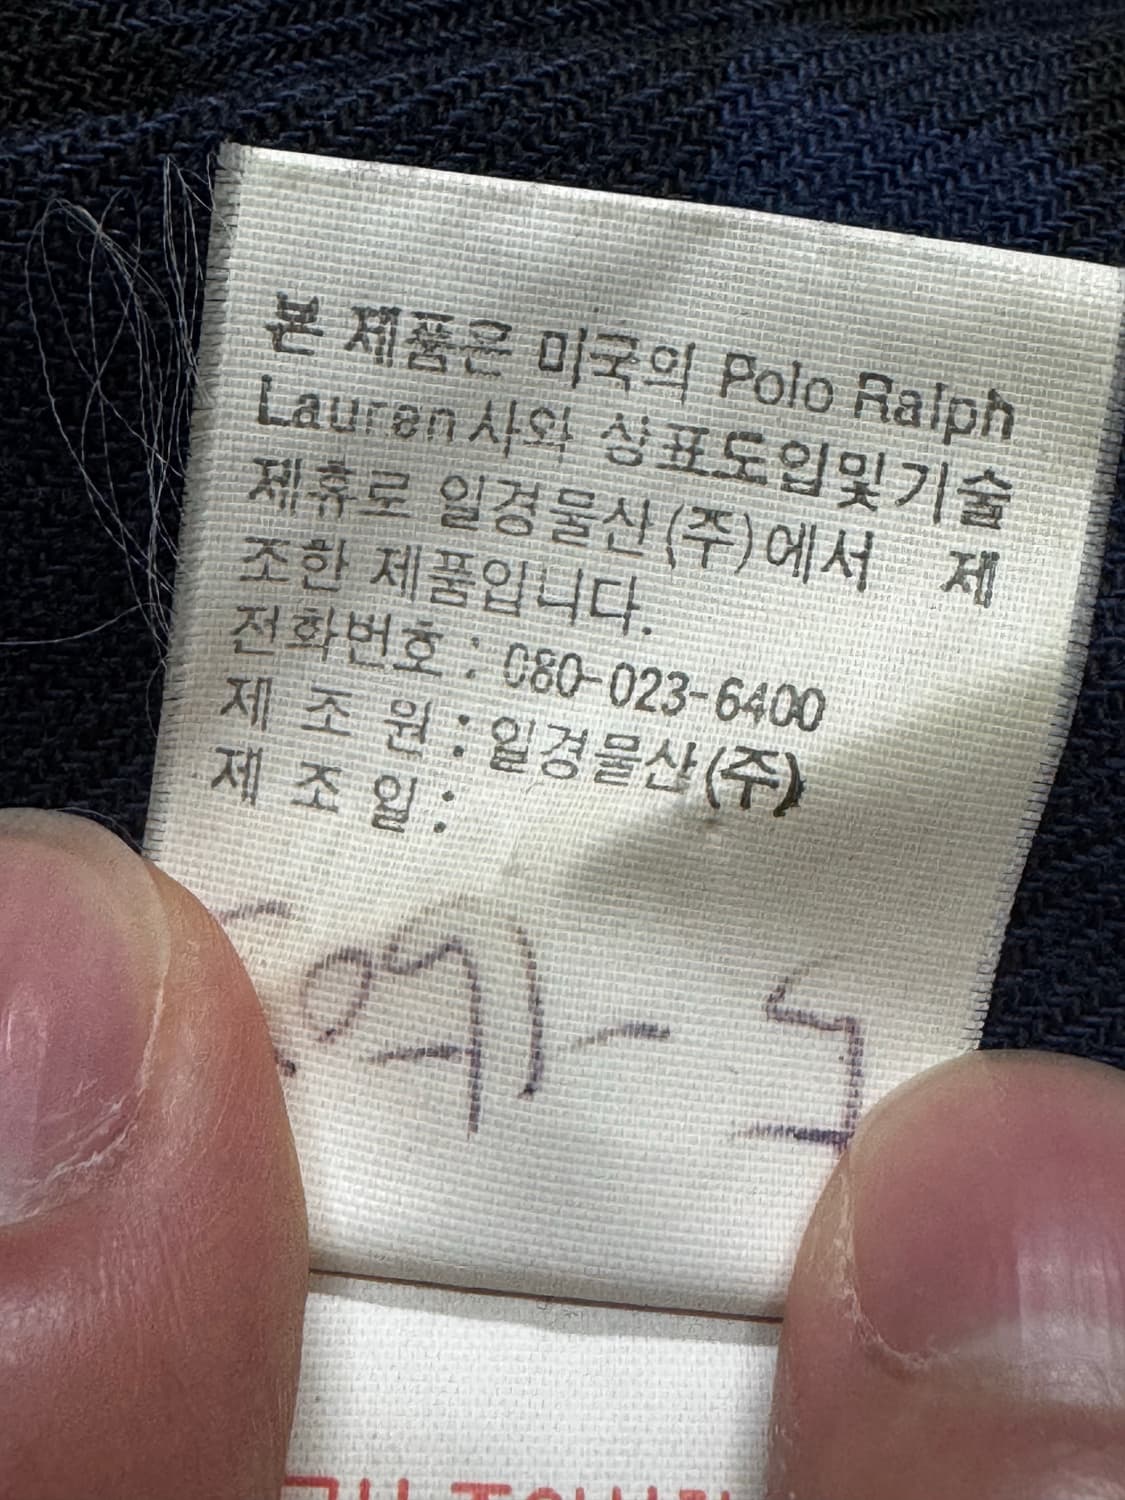 본 제품은 미국의 Polo Ralph
Lauren사와 상표도입및기술
제휴로 일경물산(주)에서 제
조한 제품입니다.
전화번호 : 080-023-6400
제 조 원 : 일경물산(주)
제 조 일 :